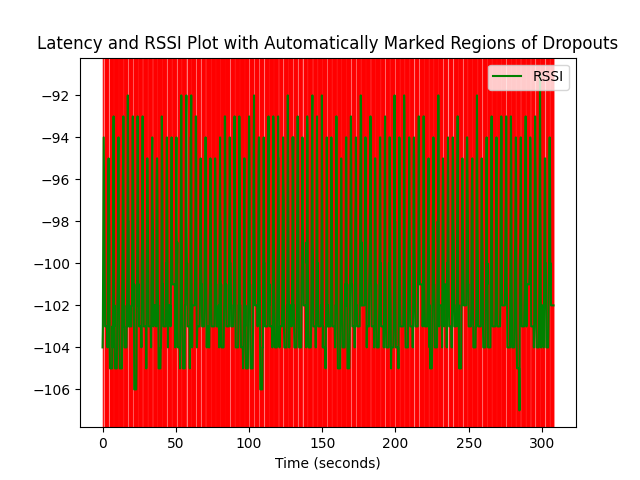 Latency and RSSI Plot with Automatically Marked Regions of Dropouts
RSSI
−92
−94
−96
−98
−100
−102
−104
−106
0 50 100 150 200 250 300
Time (seconds)